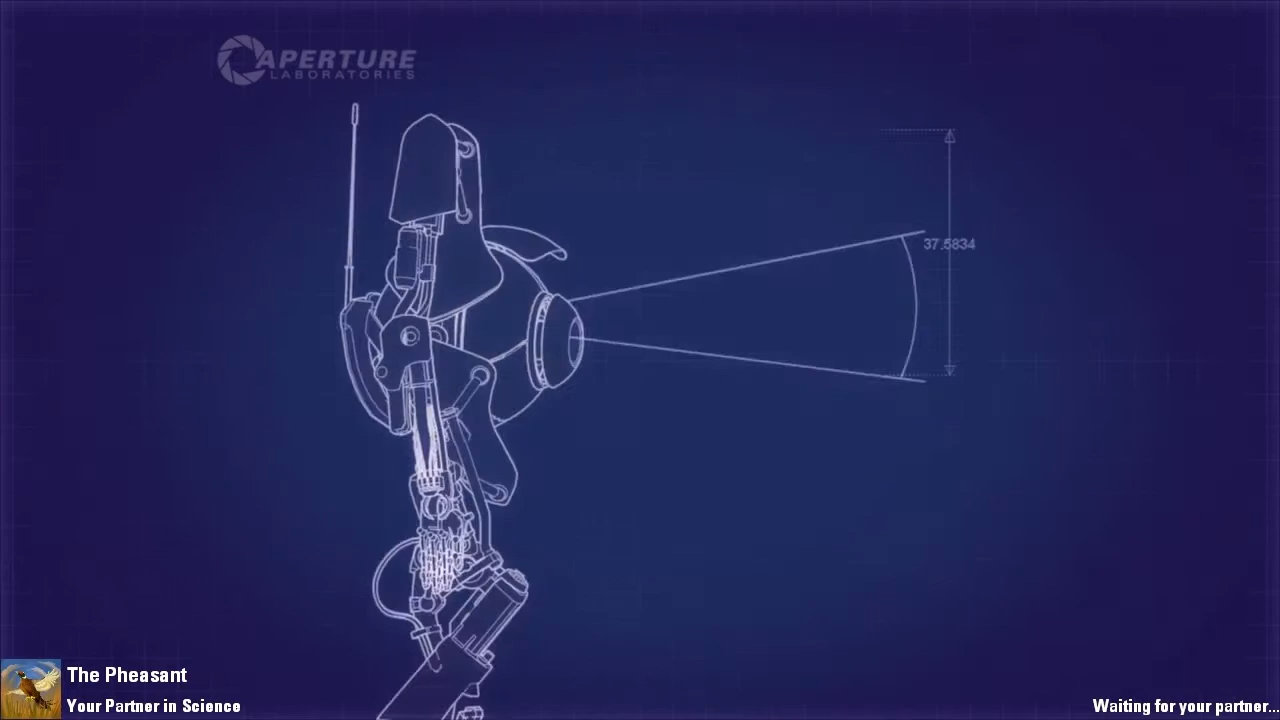 APERTURE
LABORATORIES
37.5834
The Pheasant
Your Partner in Science
Waiting for your partner...